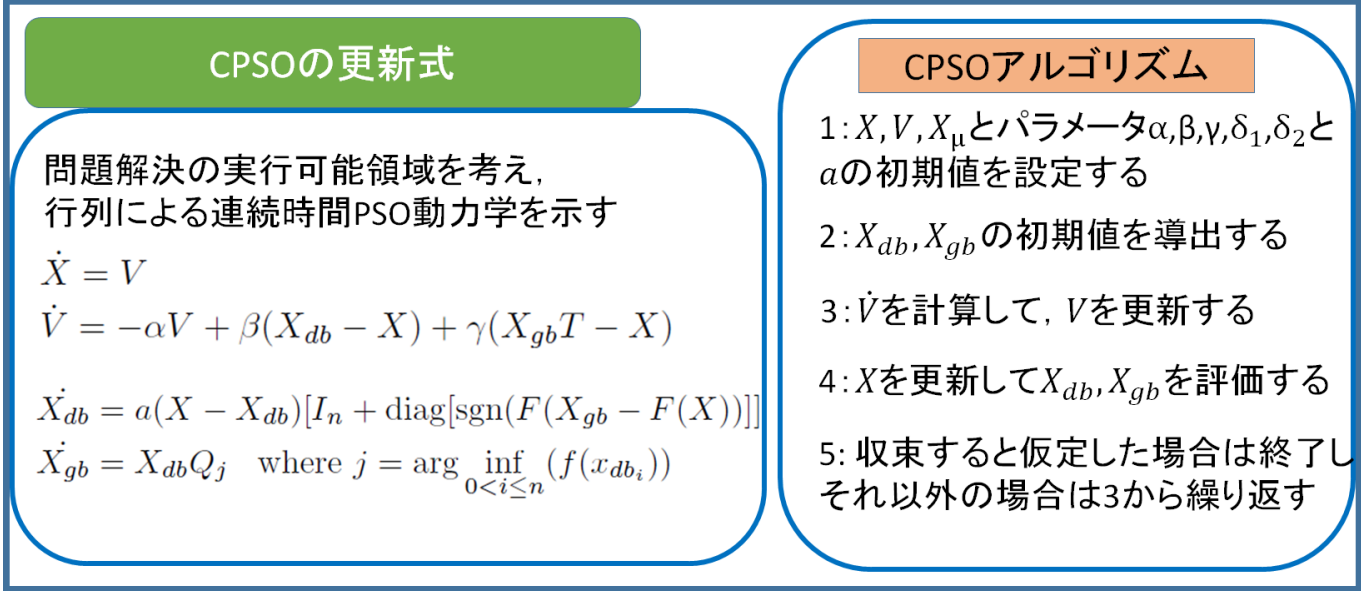 CPSOの更新式
問題解決の実行可能領域を考え,
行列による連続時間PSO動力学を示す
Ẋ = V
V̇ = −αV + β(X_db − X) + γ(X_gb T − X)
Ẋ_db = a(X − X_db)[I_n + diag[sgn(F(X_gb − F(X))]]
Ẋ_gb = X_db Q_j where j = arg inf_{0<i≤n} (f(x_{db_i}))
CPSOアルゴリズム
1:X,V,X_μとパラメータα,β,γ,δ₁,δ₂と
aの初期値を設定する
2:X_db,X_gbの初期値を導出する
3:V̇を計算して, Vを更新する
4:Xを更新してX_db,X_gbを評価する
5: 収束すると仮定した場合は終了し
それ以外の場合は3から繰り返す